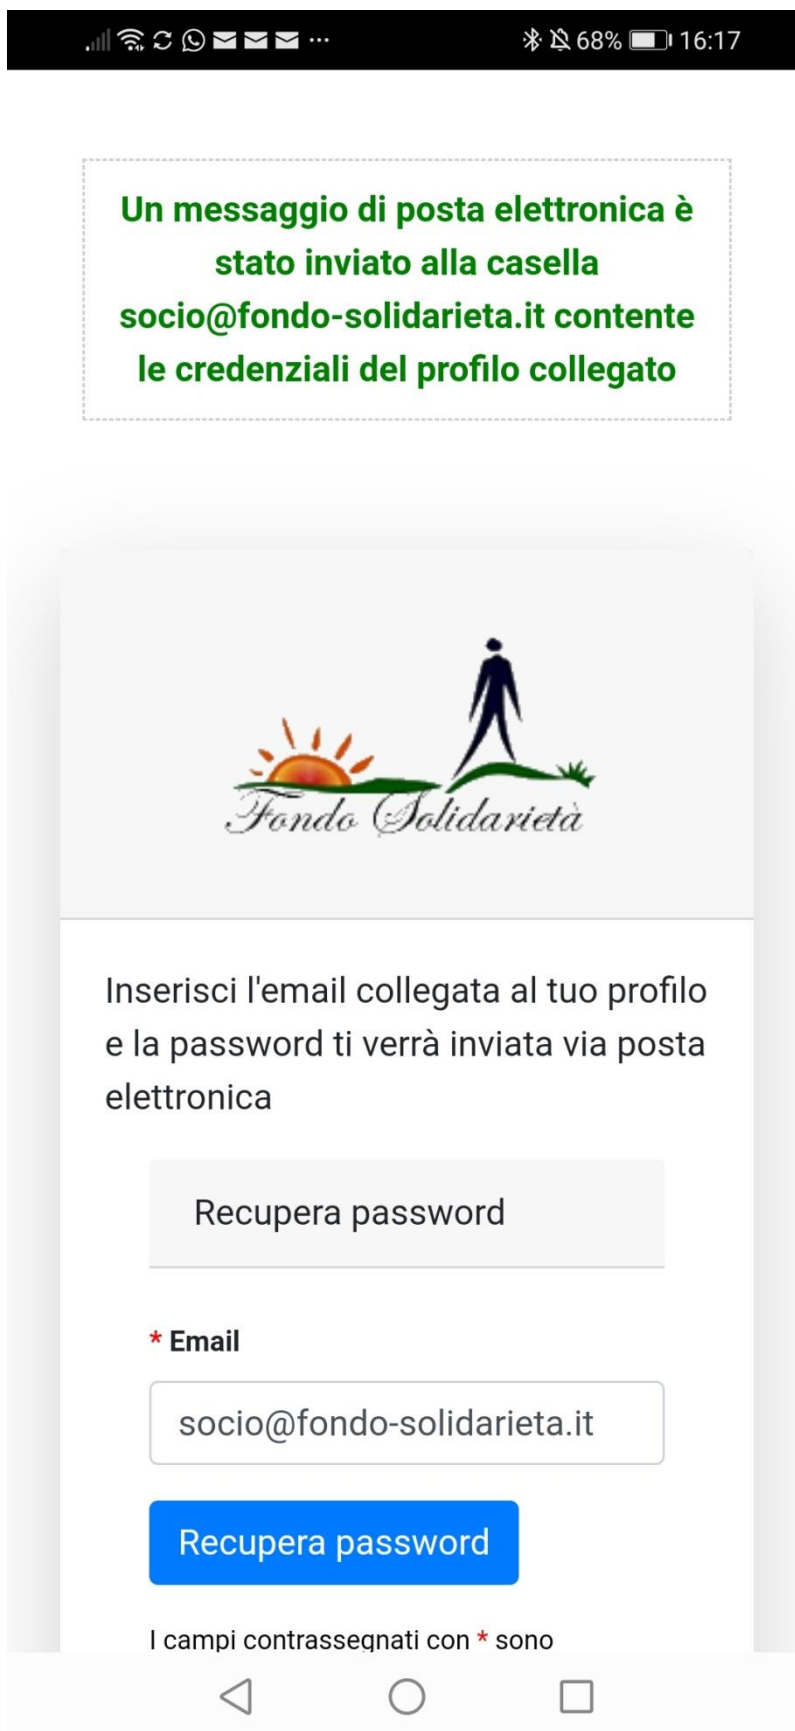 68% 16:17
Un messaggio di posta elettronica è
stato inviato alla casella
socio@fondo-solidarieta.it contente
le credenziali del profilo collegato
Fondo Solidarietà
Inserisci l'email collegata al tuo profilo
e la password ti verrà inviata via posta
elettronica
Recupera password
* Email
socio@fondo-solidarieta.it
Recupera password
I campi contrassegnati con * sono